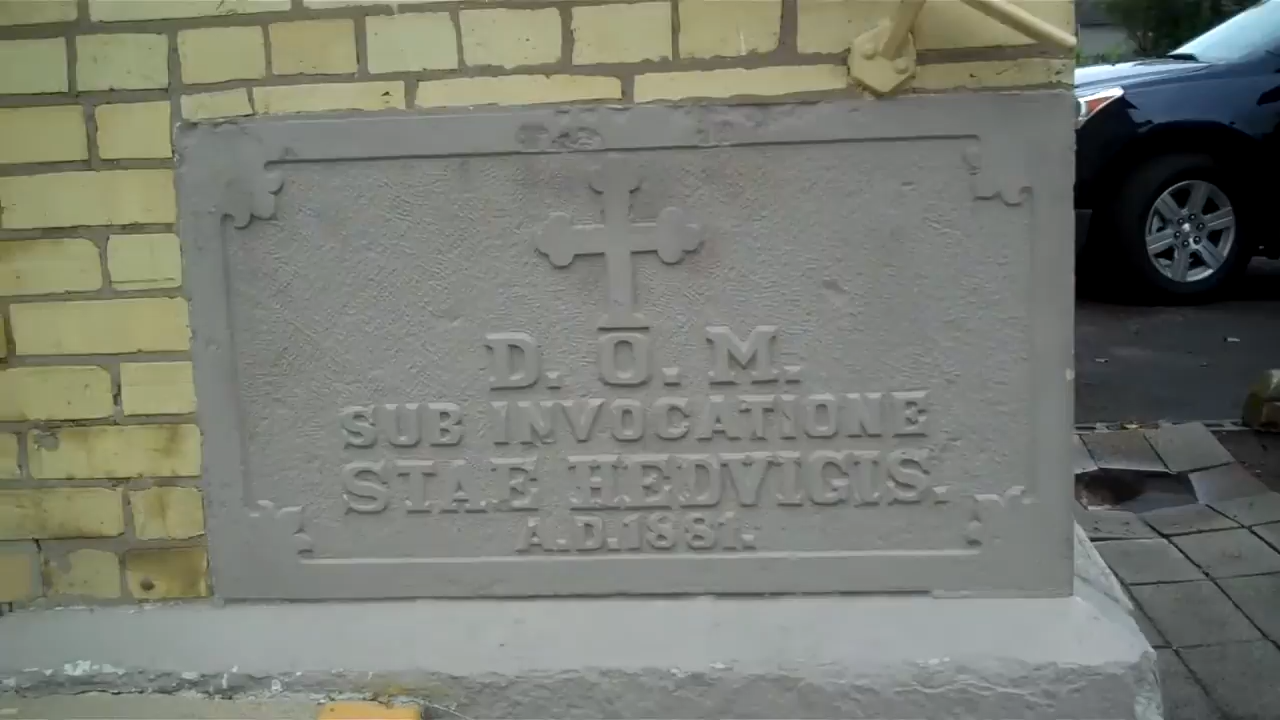 D. O. M.
SUB INVOCATIONE
STAE HEDVIGIS.
A.D. 1881.